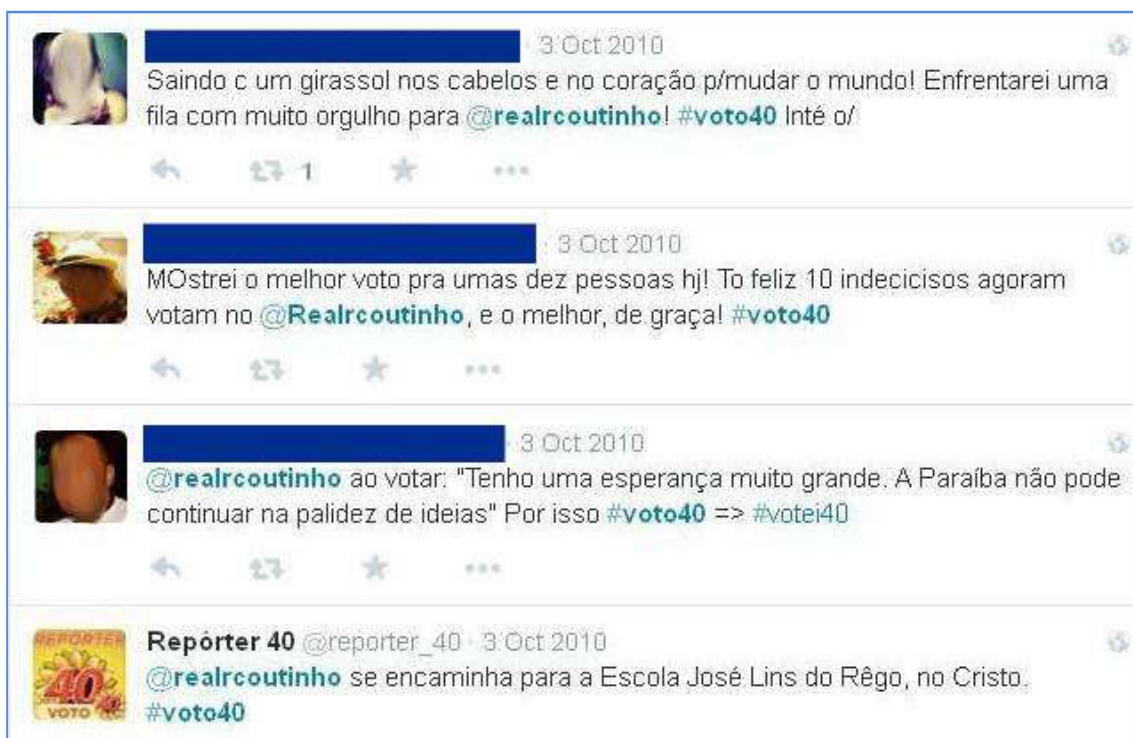 3 Oct 2010
Saindo c um girassol nos cabelos e no coração p/mudar o mundo! Enfrentarei uma
fila com muito orgulho para @realrcoutinho! #voto40 Inté o/
1
3 Oct 2010
MOstrei o melhor voto pra umas dez pessoas hj! To feliz 10 indecicisos agoram
votam no @Realrcoutinho, e o melhor, de graça! #voto40
3 Oct 2010
@realrcoutinho ao votar: "Tenho uma esperança muito grande. A Paraíba não pode
continuar na palidez de ideias" Por isso #voto40 => #votei40
Repórter 40 @reporter_40 · 3 Oct 2010
@realrcoutinho se encaminha para a Escola José Lins do Rêgo, no Cristo.
#voto40
REPÓRTER
40
VOTO